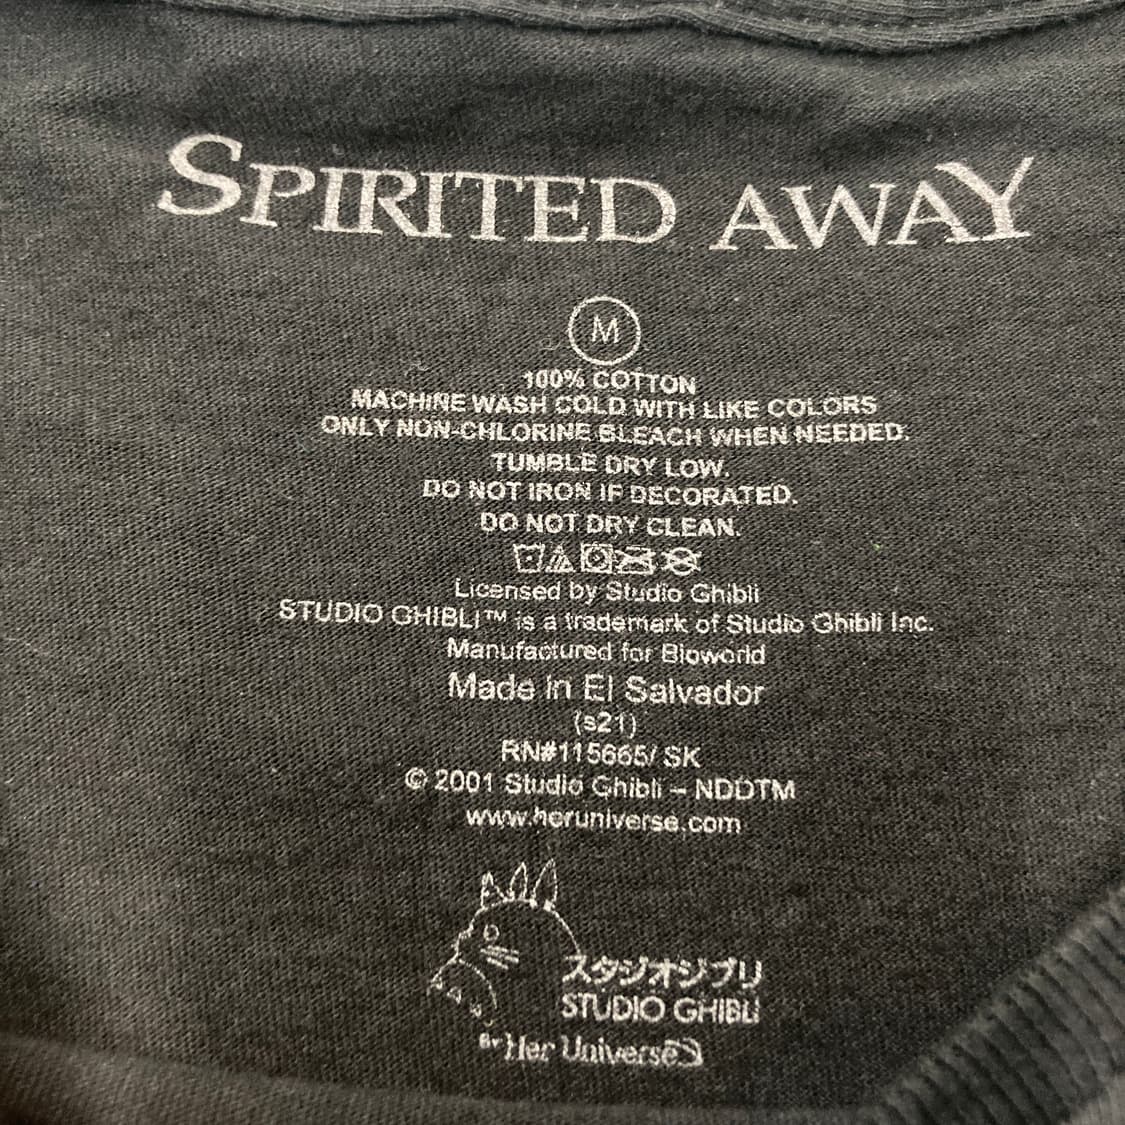 SPIRITED AWAY
M
100% COTTON
MACHINE WASH COLD WITH LIKE COLORS
ONLY NON-CHLORINE BLEACH WHEN NEEDED.
TUMBLE DRY LOW.
DO NOT IRON IF DECORATED.
DO NOT DRY CLEAN.
Licensed by Studio Ghibli
STUDIO GHIBLI™ is a trademark of Studio Ghibli Inc.
Manufactured for Bioworld
Made in El Salvador
(s21)
RN#115665/ SK
© 2001 Studio Ghibli – NDDTM
www.heruniverse.com
スタジオジブリ
STUDIO GHIBLI
BY Her Universe